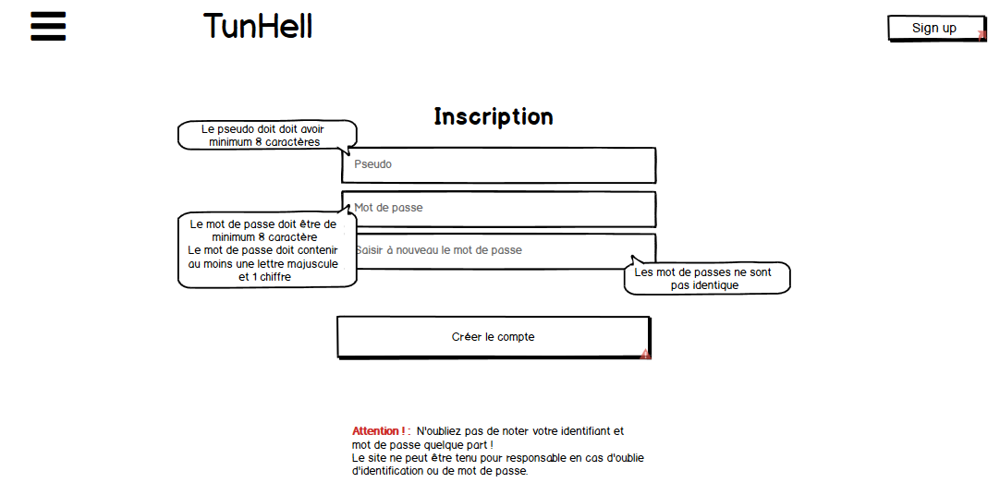 TunHell
Sign up
Inscription
Le pseudo doit doit avoir
minimum 8 caractères
Pseudo
Mot de passe
Le mot de passe doit être de
minimum 8 caractère
Le mot de passe doit contenir
au moins une lettre majuscule
et 1 chiffre
Saisir à nouveau le mot de passe
Les mot de passes ne sont
pas identique
Créer le compte
Attention ! : N'oubliez pas de noter votre identifiant et
mot de passe quelque part !
Le site ne peut être tenu pour responsable en cas d'oublie
d'identification ou de mot de passe.